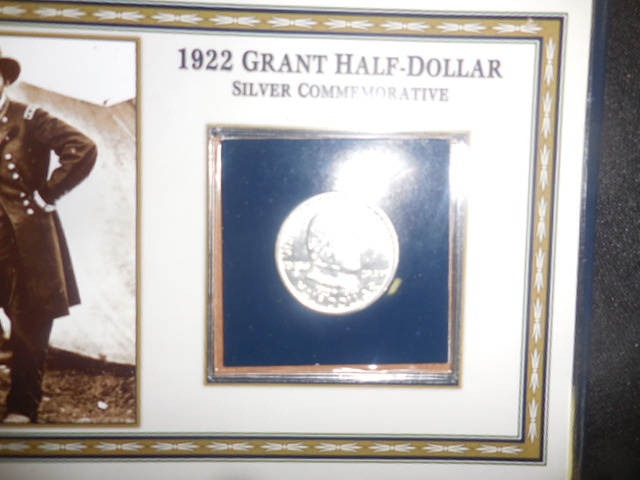 1922 GRANT HALF-DOLLAR
SILVER COMMEMORATIVE